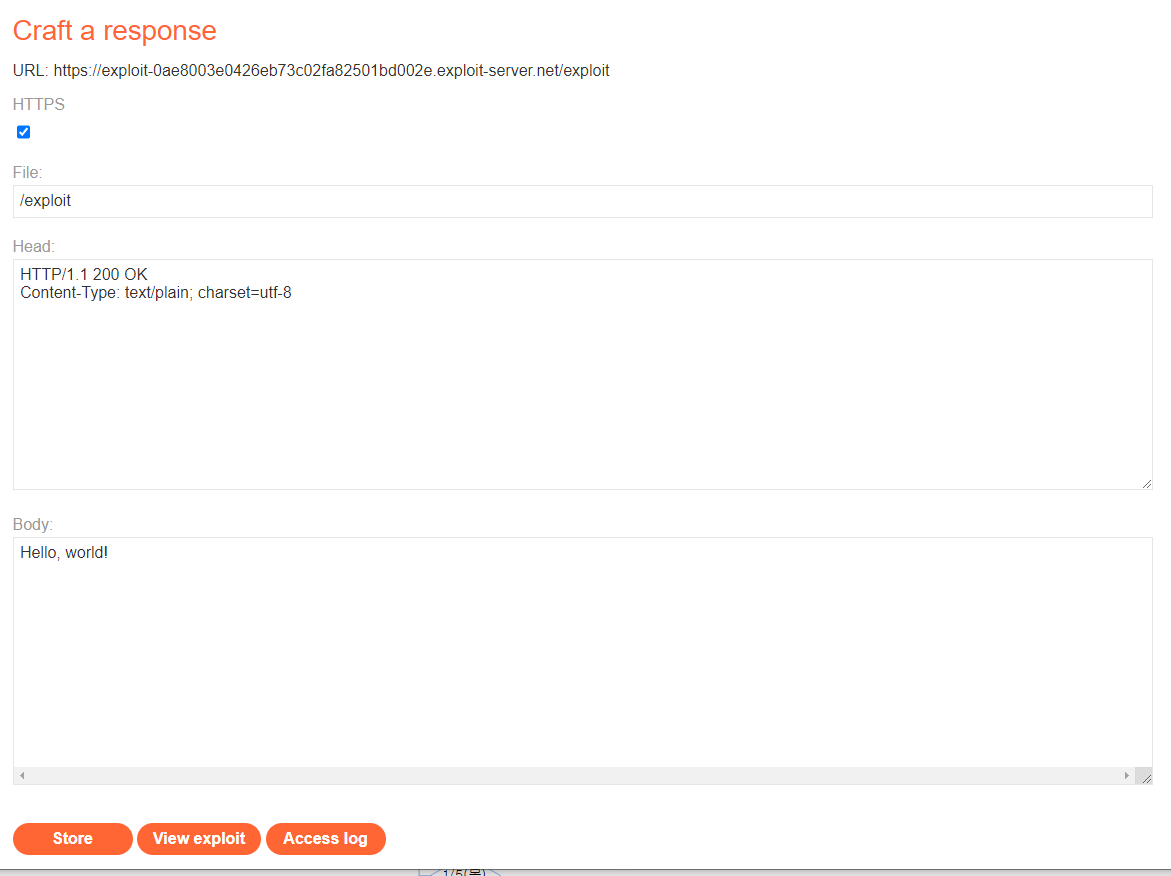 Craft a response
URL: https://exploit-0ae8003e0426eb73c02fa82501bd002e.exploit-server.net/exploit
HTTPS
File:
/exploit
Head:
HTTP/1.1 200 OK
Content-Type: text/plain; charset=utf-8
Body:
Hello, world!
Store View exploit Access log